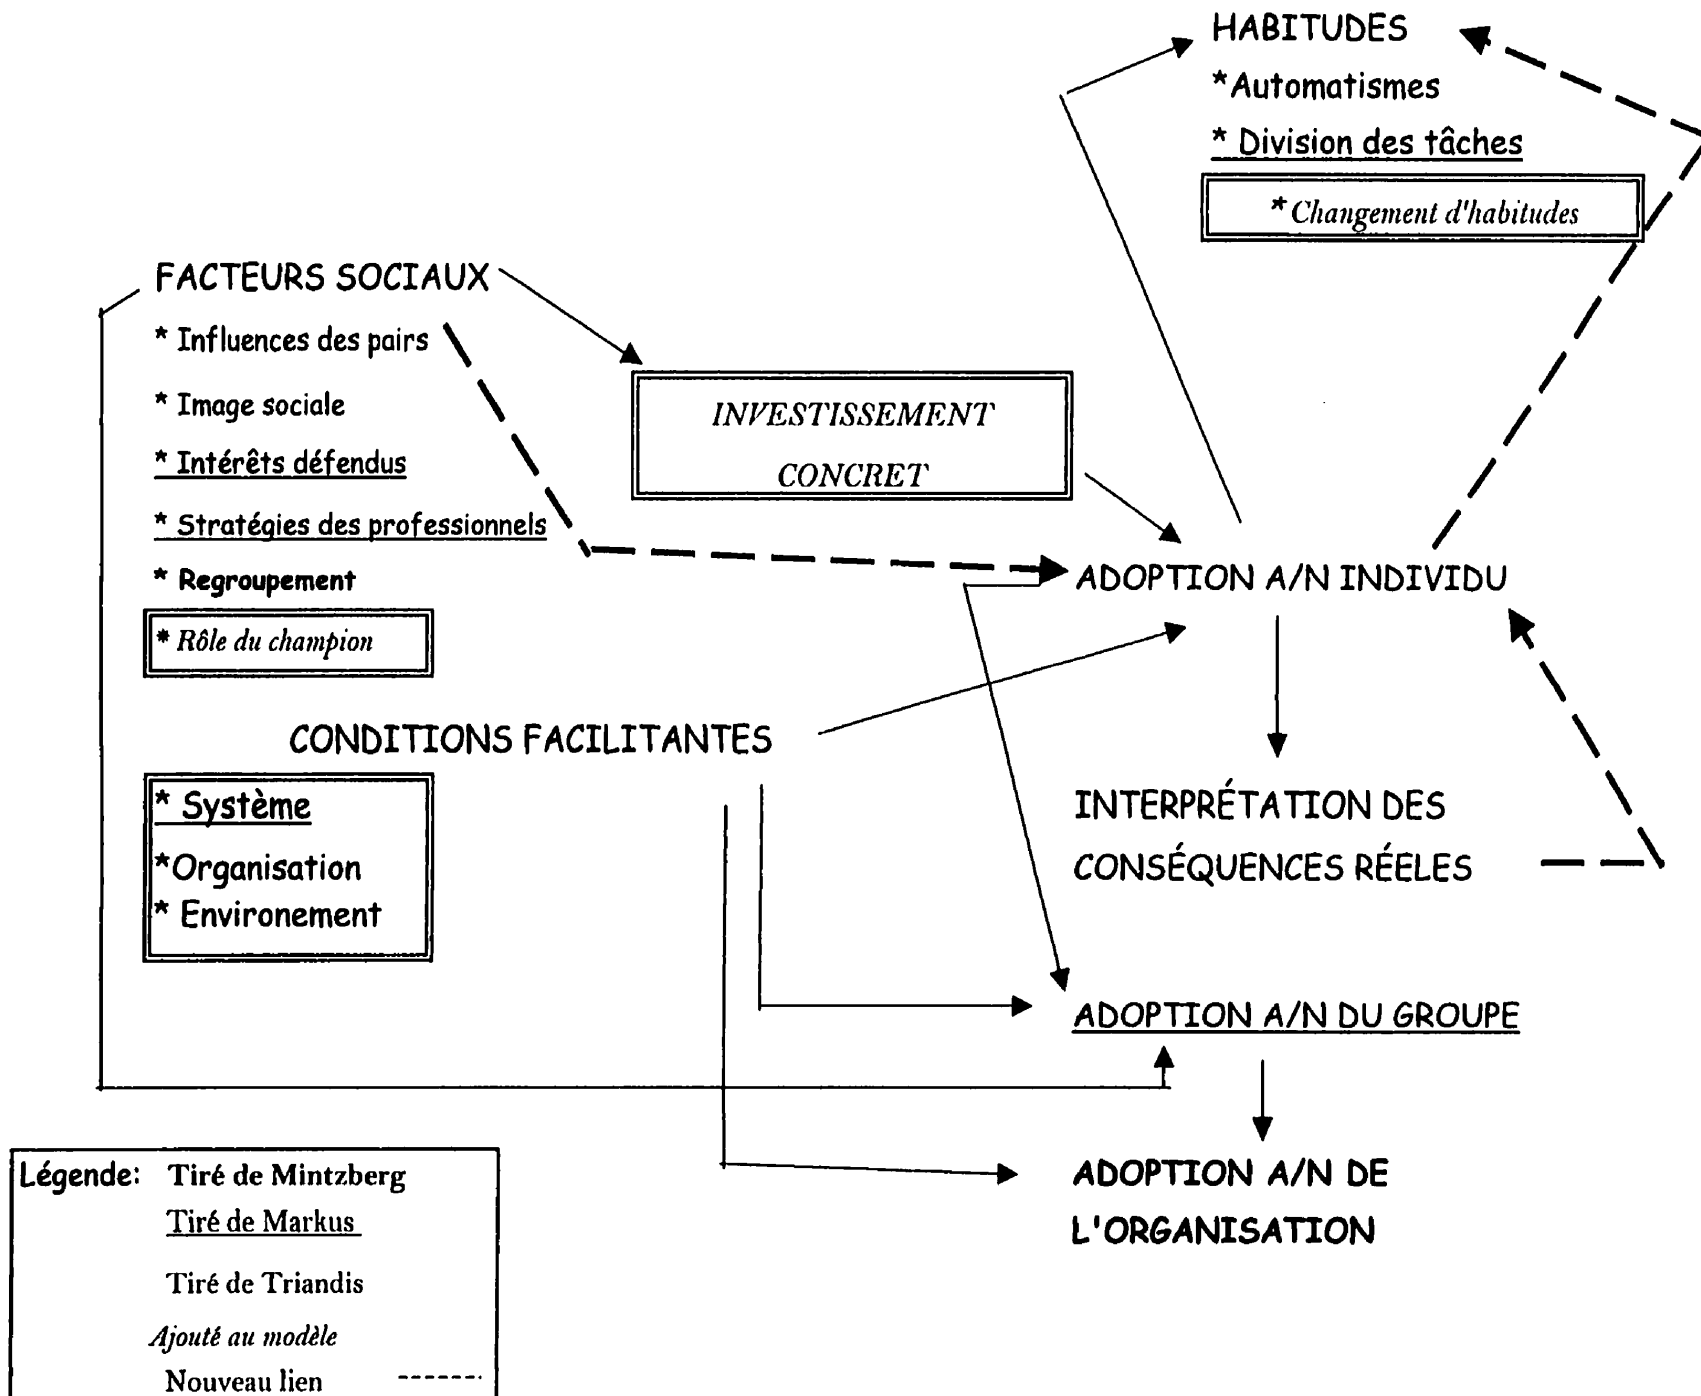 HABITUDES
*Automatismes
* Division des tâches
* Changement d'habitudes
FACTEURS SOCIAUX
* Influences des pairs
* Image sociale
* Intérêts défendus
* Stratégies des professionnels
* Regroupement
* Rôle du champion
INVESTISSEMENT
CONCRET
ADOPTION A/N INDIVIDU
CONDITIONS FACILITANTES
* Système
*Organisation
* Environement
INTERPRÉTATION DES
CONSÉQUENCES RÉELES
ADOPTION A/N DU GROUPE
ADOPTION A/N DE
L'ORGANISATION
Légende: Tiré de Mintzberg
Tiré de Markus
Tiré de Triandis
Ajouté au modèle
Nouveau lien